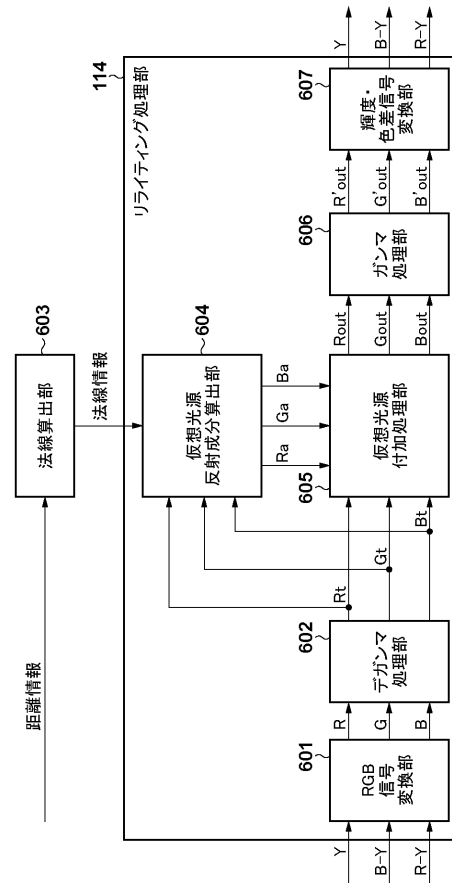 距離情報
603
法線算出部
法線情報
114
リライティング処理部
604
仮想光源
反射成分算出部
Ra
Ga
Ba
Y
B-Y
R-Y
601
RGB
信号
変換部
R
G
B
602
デガンマ
処理部
Rt
Gt
Bt
605
仮想光源
付加処理部
Rout
Gout
Bout
606
ガンマ
処理部
R'out
G'out
B'out
607
輝度・
色差信号
変換部
Y
B-Y
R-Y